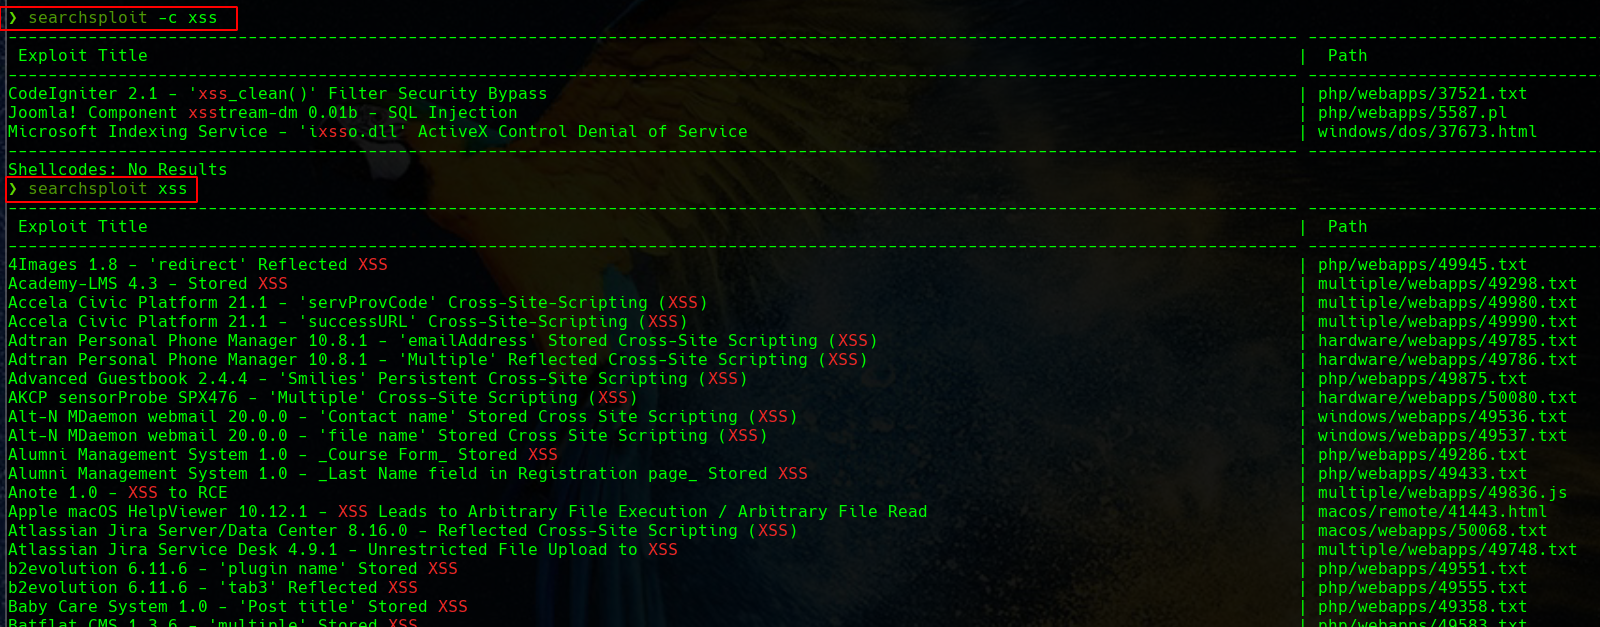 ❯ searchsploit -c xss
Exploit Title | Path
CodeIgniter 2.1 - 'xss_clean()' Filter Security Bypass | php/webapps/37521.txt
Joomla! Component xsstream-dm 0.01b - SQL Injection | php/webapps/5587.pl
Microsoft Indexing Service - 'ixsso.dll' ActiveX Control Denial of Service | windows/dos/37673.html
Shellcodes: No Results
❯ searchsploit xss
Exploit Title | Path
4Images 1.8 - 'redirect' Reflected XSS | php/webapps/49945.txt
Academy-LMS 4.3 - Stored XSS | multiple/webapps/49298.txt
Accela Civic Platform 21.1 - 'servProvCode' Cross-Site-Scripting (XSS) | multiple/webapps/49980.txt
Accela Civic Platform 21.1 - 'successURL' Cross-Site-Scripting (XSS) | multiple/webapps/49990.txt
Adtran Personal Phone Manager 10.8.1 - 'emailAddress' Stored Cross-Site Scripting (XSS) | hardware/webapps/49785.txt
Adtran Personal Phone Manager 10.8.1 - 'Multiple' Reflected Cross-Site Scripting (XSS) | hardware/webapps/49786.txt
Advanced Guestbook 2.4.4 - 'Smilies' Persistent Cross-Site Scripting (XSS) | php/webapps/49875.txt
AKCP sensorProbe SPX476 - 'Multiple' Cross-Site Scripting (XSS) | hardware/webapps/50080.txt
Alt-N MDaemon webmail 20.0.0 - 'Contact name' Stored Cross Site Scripting (XSS) | windows/webapps/49536.txt
Alt-N MDaemon webmail 20.0.0 - 'file name' Stored Cross Site Scripting (XSS) | windows/webapps/49537.txt
Alumni Management System 1.0 - _Course Form_ Stored XSS | php/webapps/49286.txt
Alumni Management System 1.0 - _Last Name field in Registration page_ Stored XSS | php/webapps/49433.txt
Anote 1.0 - XSS to RCE | multiple/webapps/49836.js
Apple macOS HelpViewer 10.12.1 - XSS Leads to Arbitrary File Execution / Arbitrary File Read | macos/remote/41443.html
Atlassian Jira Server/Data Center 8.16.0 - Reflected Cross-Site Scripting (XSS) | macos/webapps/50068.txt
Atlassian Jira Service Desk 4.9.1 - Unrestricted File Upload to XSS | multiple/webapps/49748.txt
b2evolution 6.11.6 - 'plugin name' Stored XSS | php/webapps/49551.txt
b2evolution 6.11.6 - 'tab3' Reflected XSS | php/webapps/49555.txt
Baby Care System 1.0 - 'Post title' Stored XSS | php/webapps/49358.txt
Batflat CMS 1.3.6 - 'multiple' Stored XSS | php/webapps/49583.txt